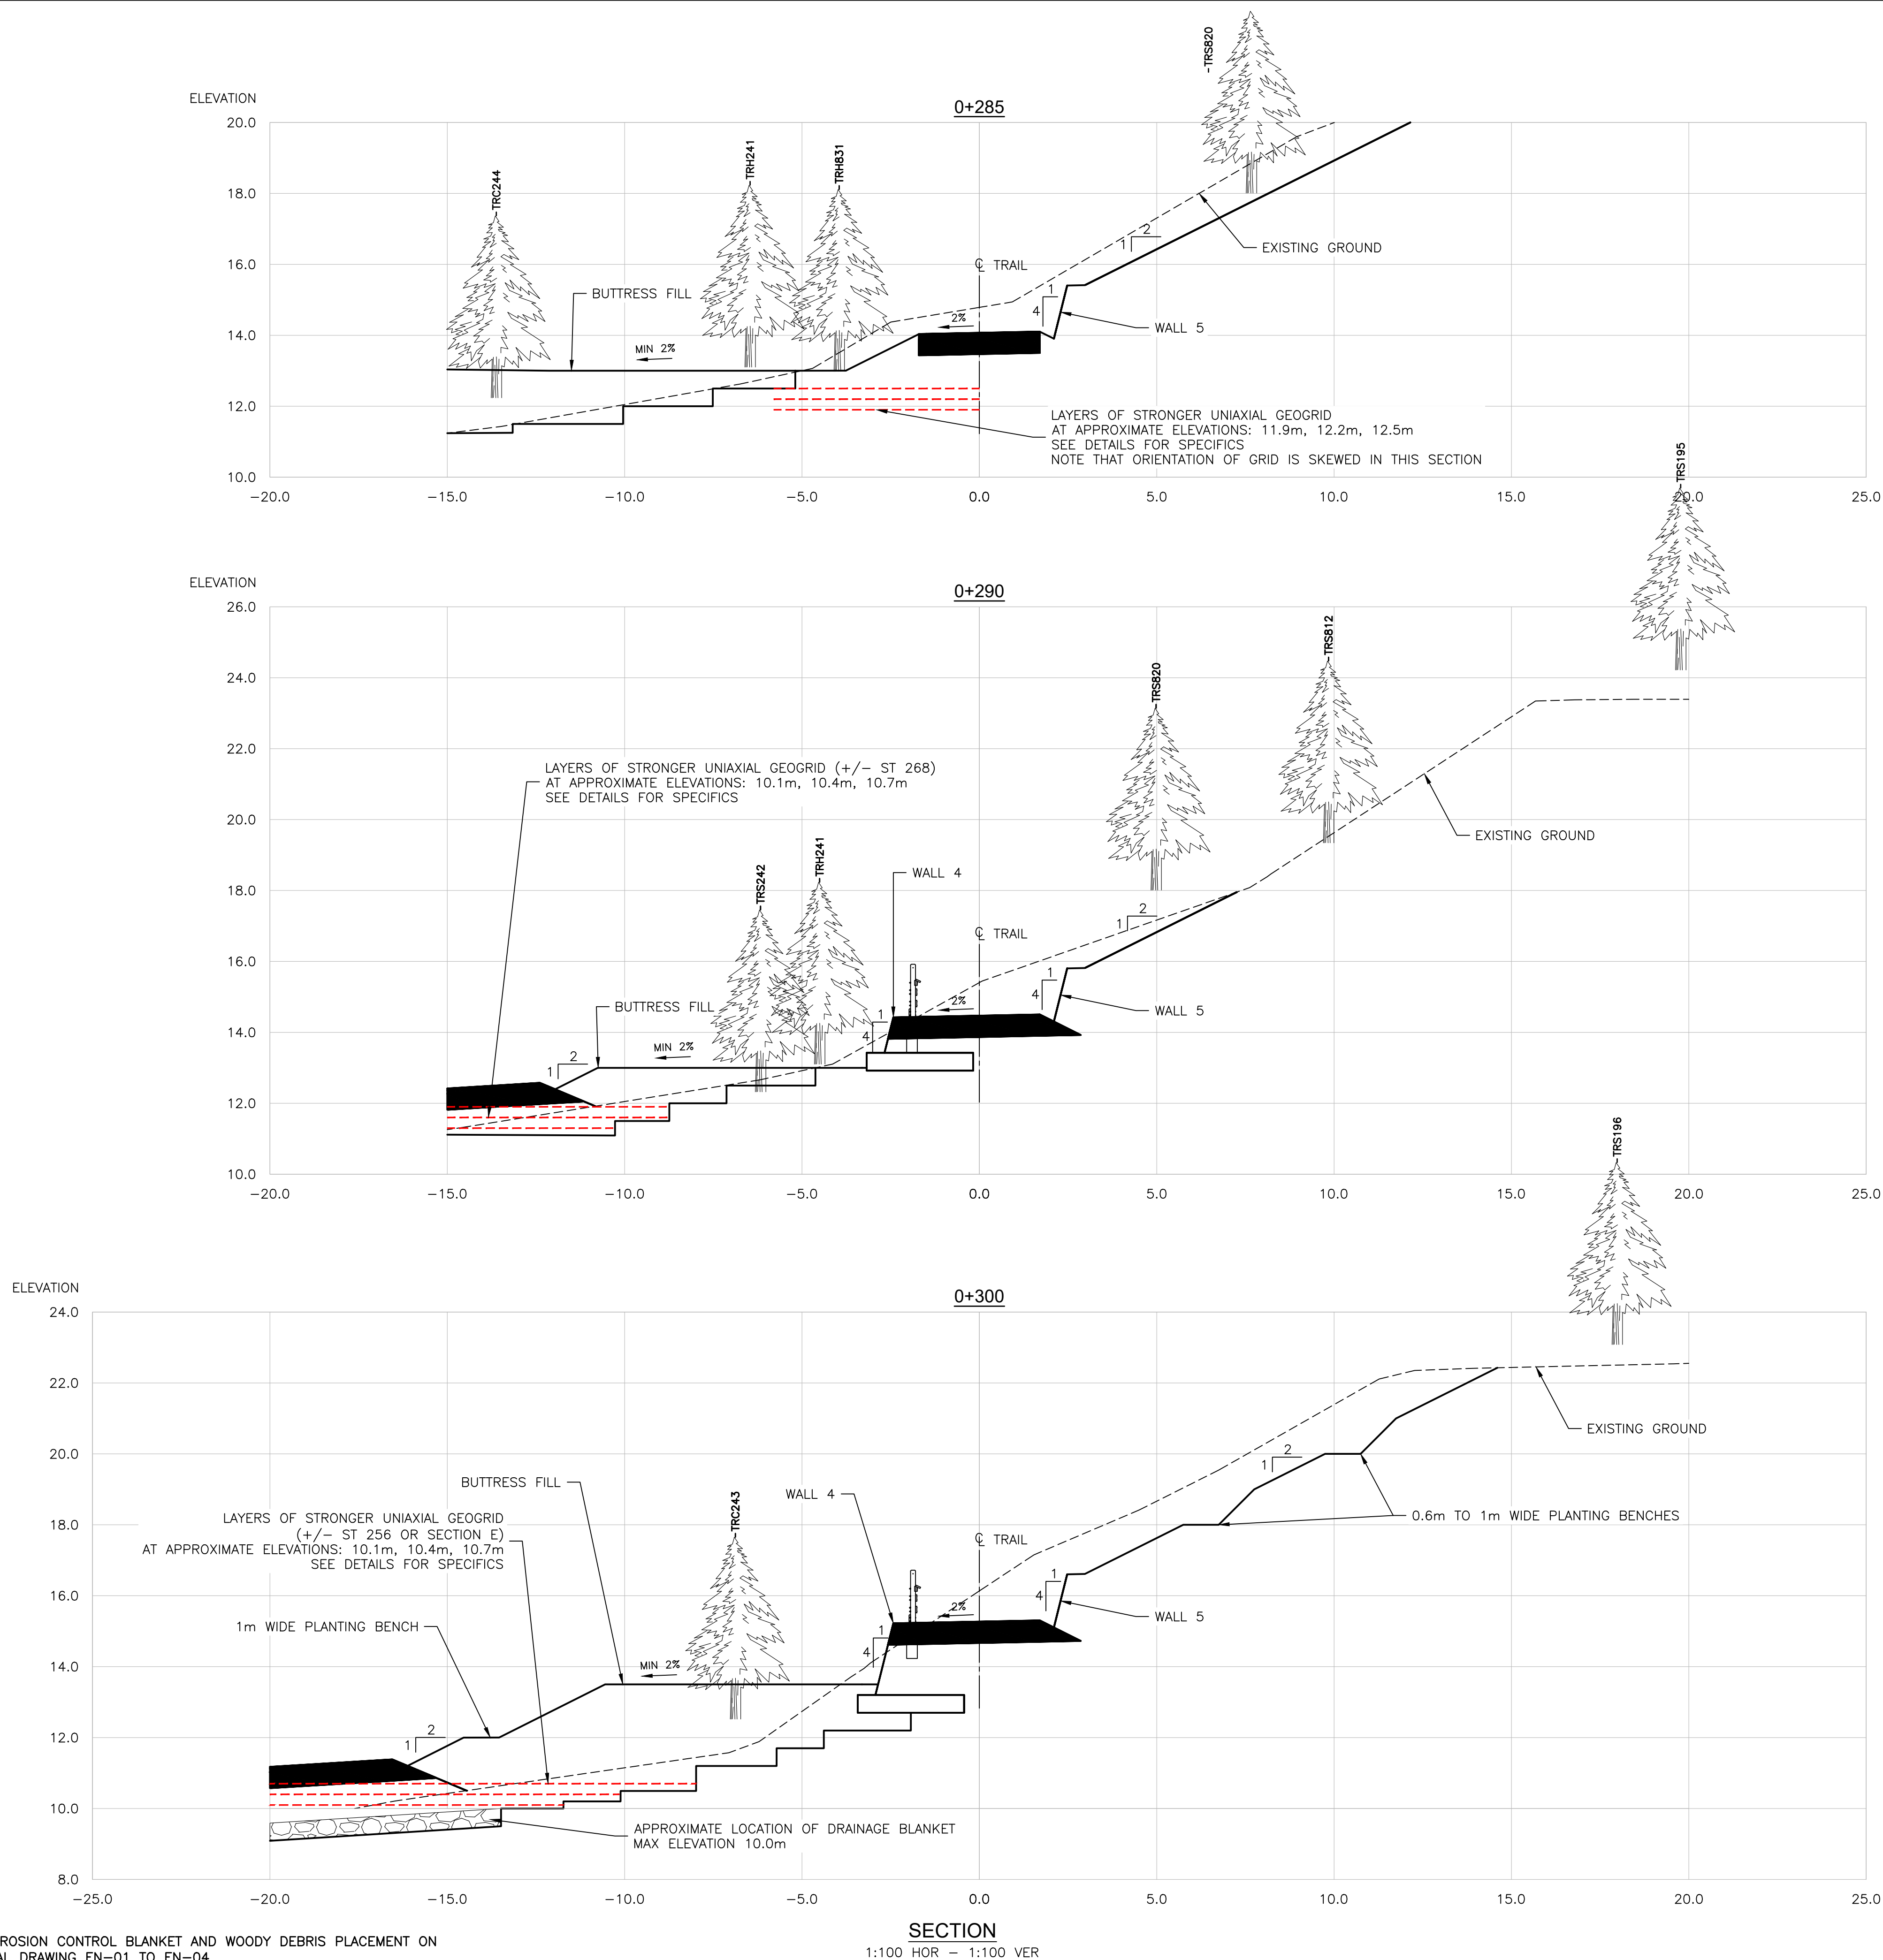 -TRS820
ELEVATION
0+285
20.0
TRC244
TRH241
TRH831
18.0
1
2
EXISTING GROUND
16.0
℄ TRAIL
BUTTRESS FILL
1
4
WALL 5
14.0
2%
MIN 2%
12.0
LAYERS OF STRONGER UNIAXIAL GEOGRID
AT APPROXIMATE ELEVATIONS: 11.9m, 12.2m, 12.5m
SEE DETAILS FOR SPECIFICS
NOTE THAT ORIENTATION OF GRID IS SKEWED IN THIS SECTION
10.0
-20.0 -15.0 -10.0 -5.0 0.0 5.0 10.0 15.0 20.0 25.0
TRS195
ELEVATION
0+290
26.0
TRS812
24.0
TRS820
22.0
LAYERS OF STRONGER UNIAXIAL GEOGRID (+/- ST 268)
AT APPROXIMATE ELEVATIONS: 10.1m, 10.4m, 10.7m
SEE DETAILS FOR SPECIFICS
20.0
EXISTING GROUND
TRS242
TRH241
WALL 4
18.0
1
2
℄ TRAIL
16.0
BUTTRESS FILL
1
4
2%
1
4
WALL 5
14.0
MIN 2%
1
2
12.0
10.0
-20.0 -15.0 -10.0 -5.0 0.0 5.0 10.0 15.0 20.0 25.0
TRS196
ELEVATION
0+300
24.0
22.0
EXISTING GROUND
20.0
1
2
BUTTRESS FILL
WALL 4
TRC243
LAYERS OF STRONGER UNIAXIAL GEOGRID
(+/- ST 256 OR SECTION E)
AT APPROXIMATE ELEVATIONS: 10.1m, 10.4m, 10.7m
SEE DETAILS FOR SPECIFICS
18.0
0.6m TO 1m WIDE PLANTING BENCHES
℄ TRAIL
16.0
1
4
2%
1m WIDE PLANTING BENCH
1
4
WALL 5
14.0
MIN 2%
12.0
1
2
10.0
APPROXIMATE LOCATION OF DRAINAGE BLANKET
MAX ELEVATION 10.0m
8.0
-25.0 -20.0 -15.0 -10.0 -5.0 0.0 5.0 10.0 15.0 20.0 25.0
SECTION
1:100 HOR - 1:100 VER
ROSION CONTROL BLANKET AND WOODY DEBRIS PLACEMENT ON
AL DRAWING EN-01 TO EN-04